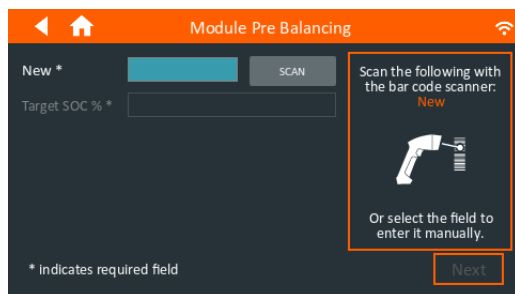 Module Pre Balancing
New *
SCAN
Target SOC % *
Scan the following with
the bar code scanner:
New
Or select the field to
enter it manually.
* indicates required field
Next